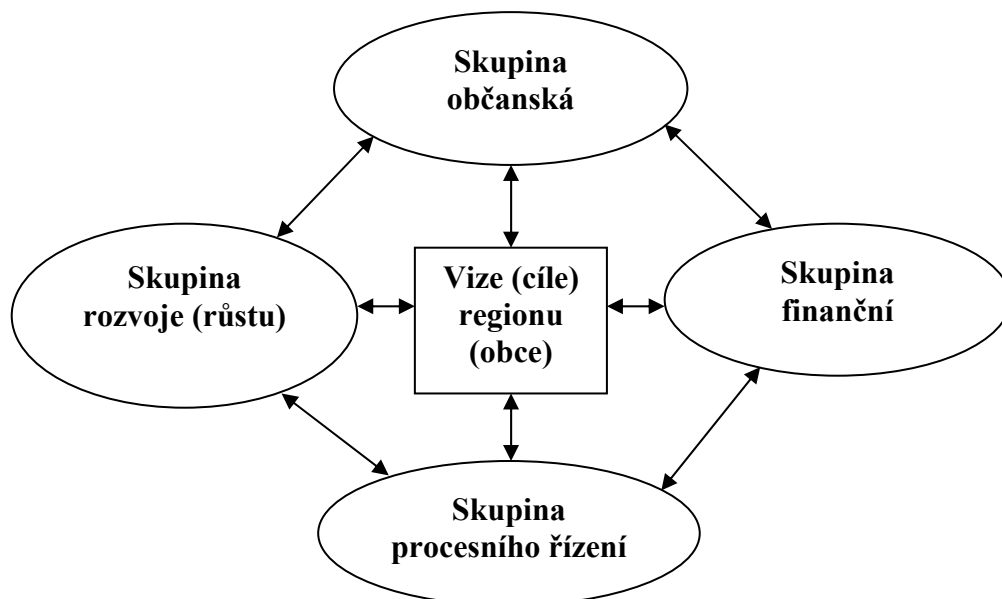 Skupina
občanská
Skupina
rozvoje (růstu)
Vize (cíle)
regionu
(obce)
Skupina
finanční
Skupina
procesního řízení